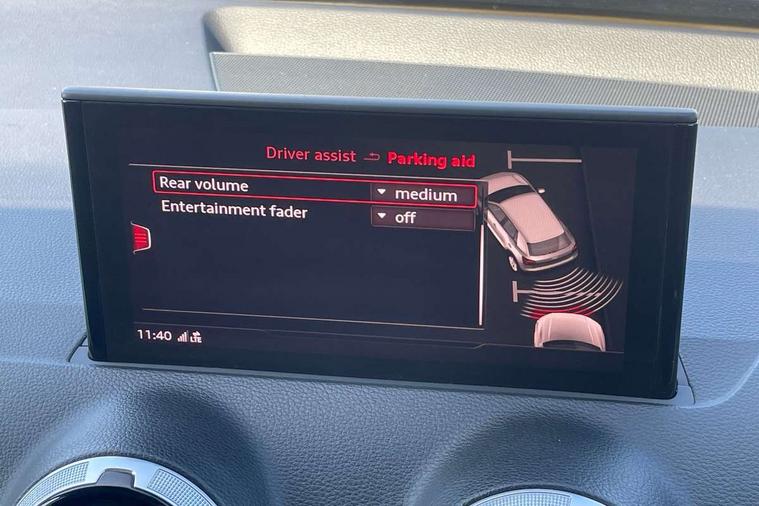 Driver assist Parking aid
Rear volume medium
Entertainment fader off
11:40 LTE